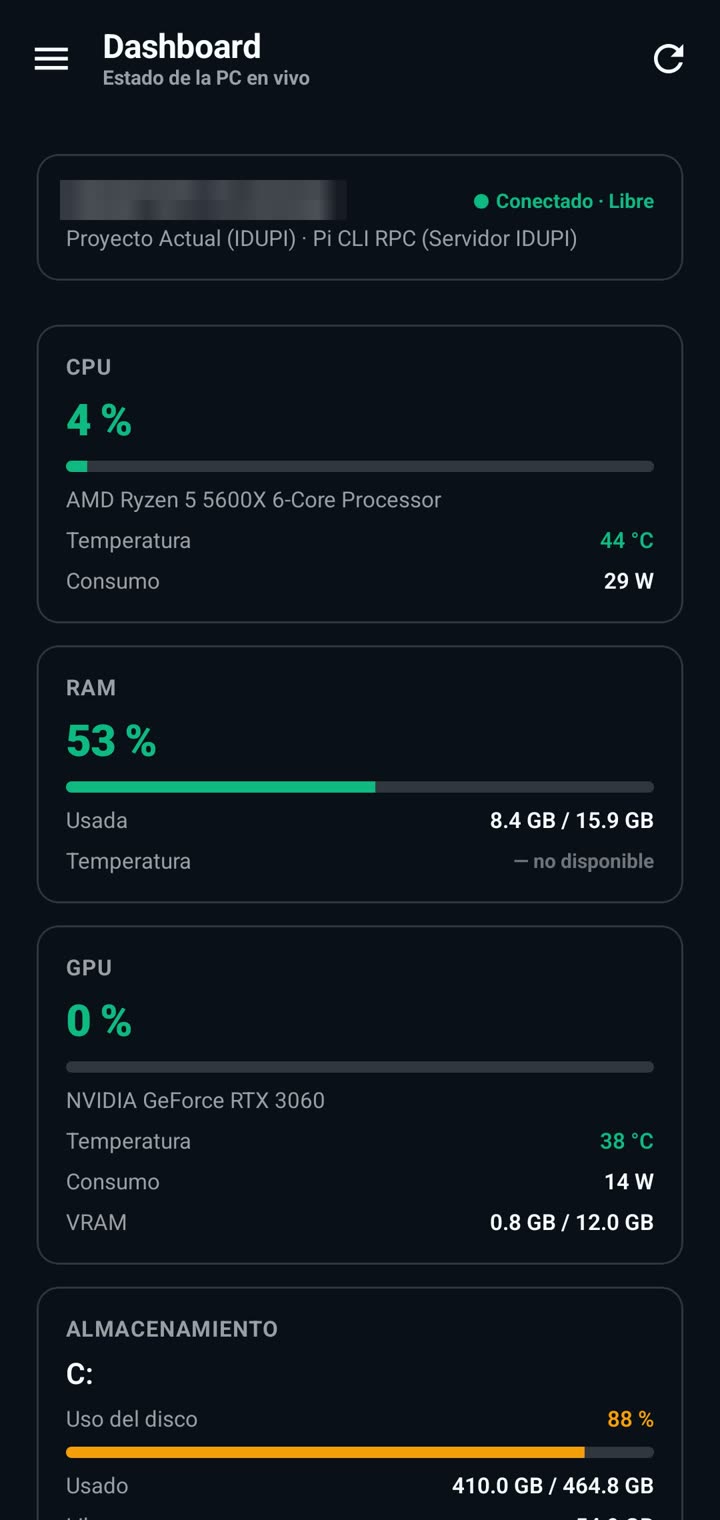 Dashboard
Estado de la PC en vivo
Conectado · Libre
Proyecto Actual (IDUPI) · Pi CLI RPC (Servidor IDUPI)
CPU
4 %
AMD Ryzen 5 5600X 6-Core Processor
Temperatura 44 °C
Consumo 29 W
RAM
53 %
Usada 8.4 GB / 15.9 GB
Temperatura — no disponible
GPU
0 %
NVIDIA GeForce RTX 3060
Temperatura 38 °C
Consumo 14 W
VRAM 0.8 GB / 12.0 GB
ALMACENAMIENTO
C:
Uso del disco 88 %
Usado 410.0 GB / 464.8 GB